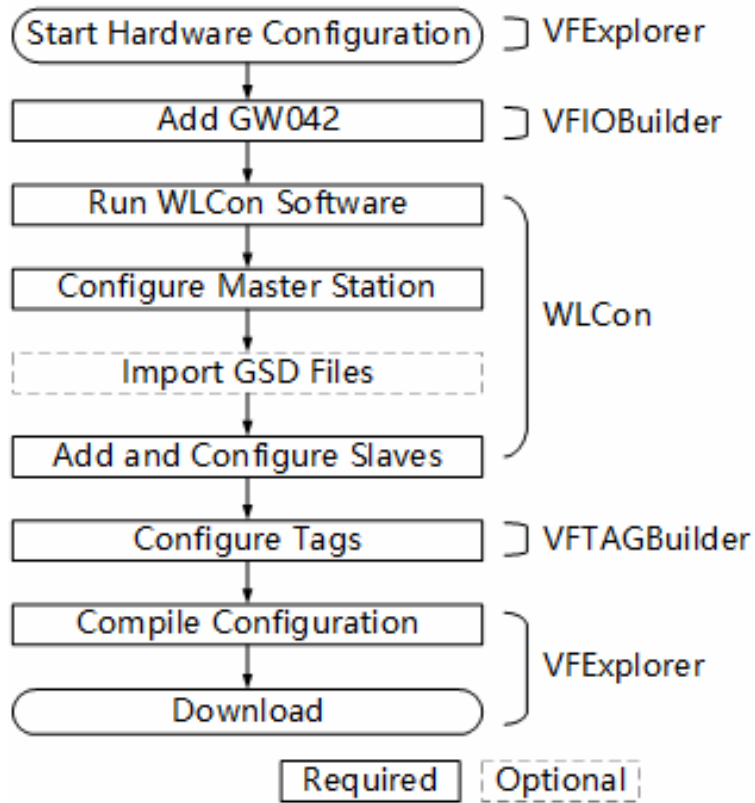 Start Hardware Configuration
VFExplorer
Add GW042
VFIOBuilder
Run WLCon Software
Configure Master Station
WLCon
Import GSD Files
Add and Configure Slaves
Configure Tags
VFTAGBuilder
Compile Configuration
VFExplorer
Download
Required
Optional